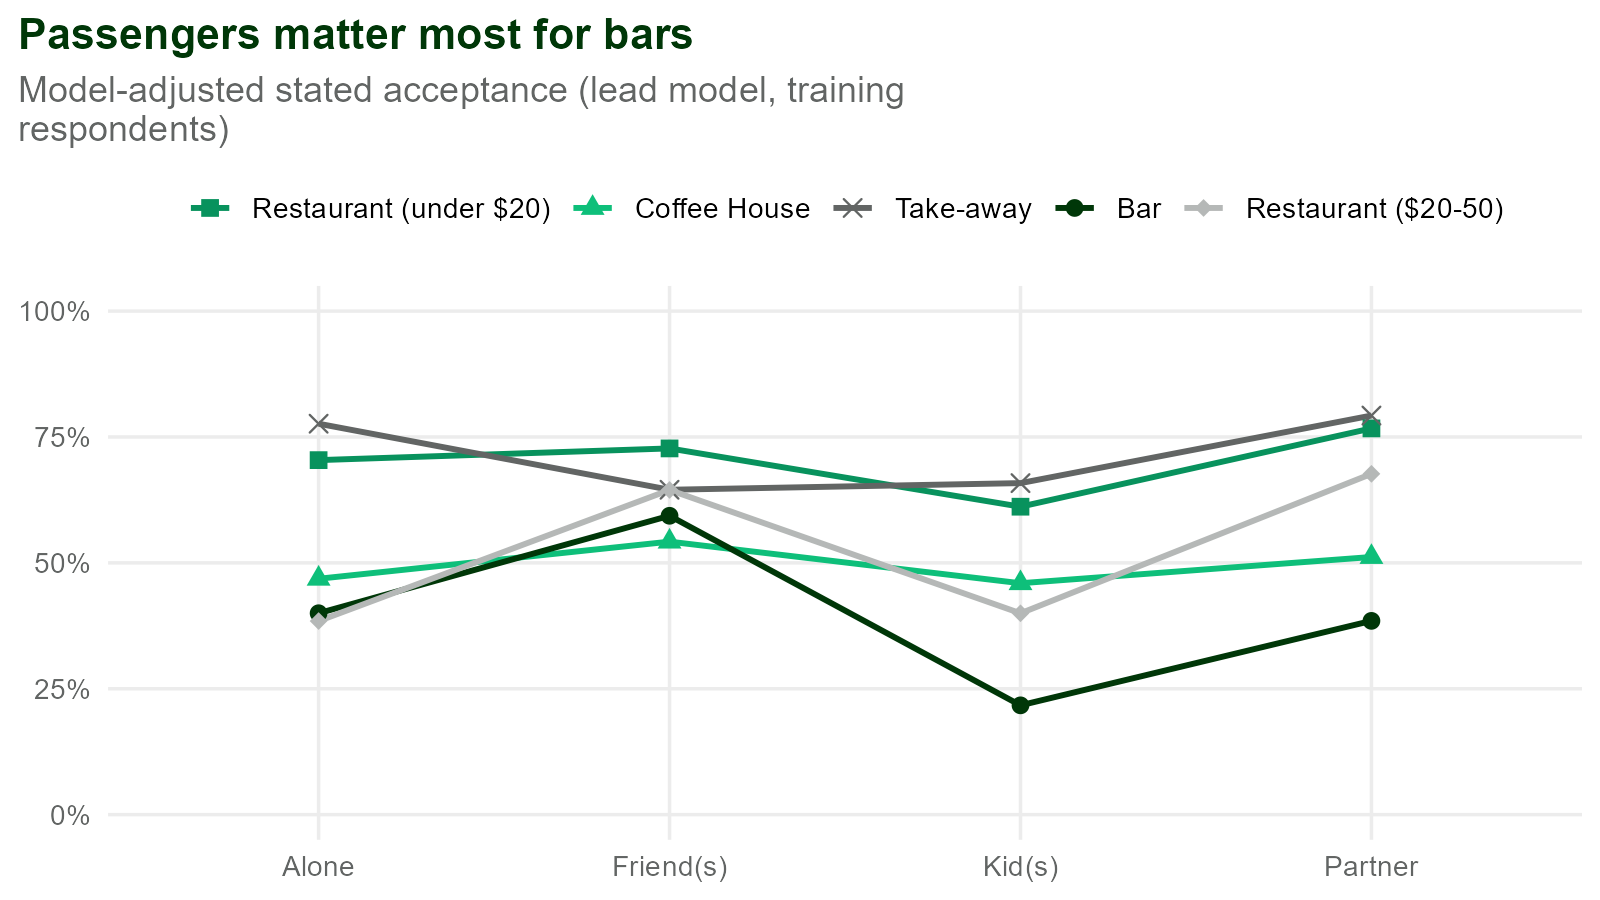 Passengers matter most for bars
Model-adjusted stated acceptance (lead model, training
respondents)
Restaurant (under $20) Coffee House Take-away Bar Restaurant ($20-50)
100%
75%
50%
25%
0%
Alone Friend(s) Kid(s) Partner